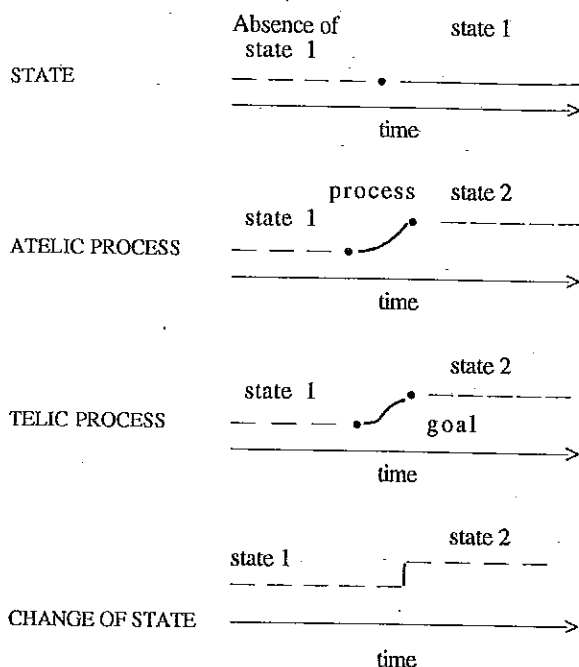 Absence of
state 1
state 1
STATE
time
process
state 1
state 2
ATELIC PROCESS
time
state 2
state 1
TELIC PROCESS
goal
time
state 2
state 1
CHANGE OF STATE
time